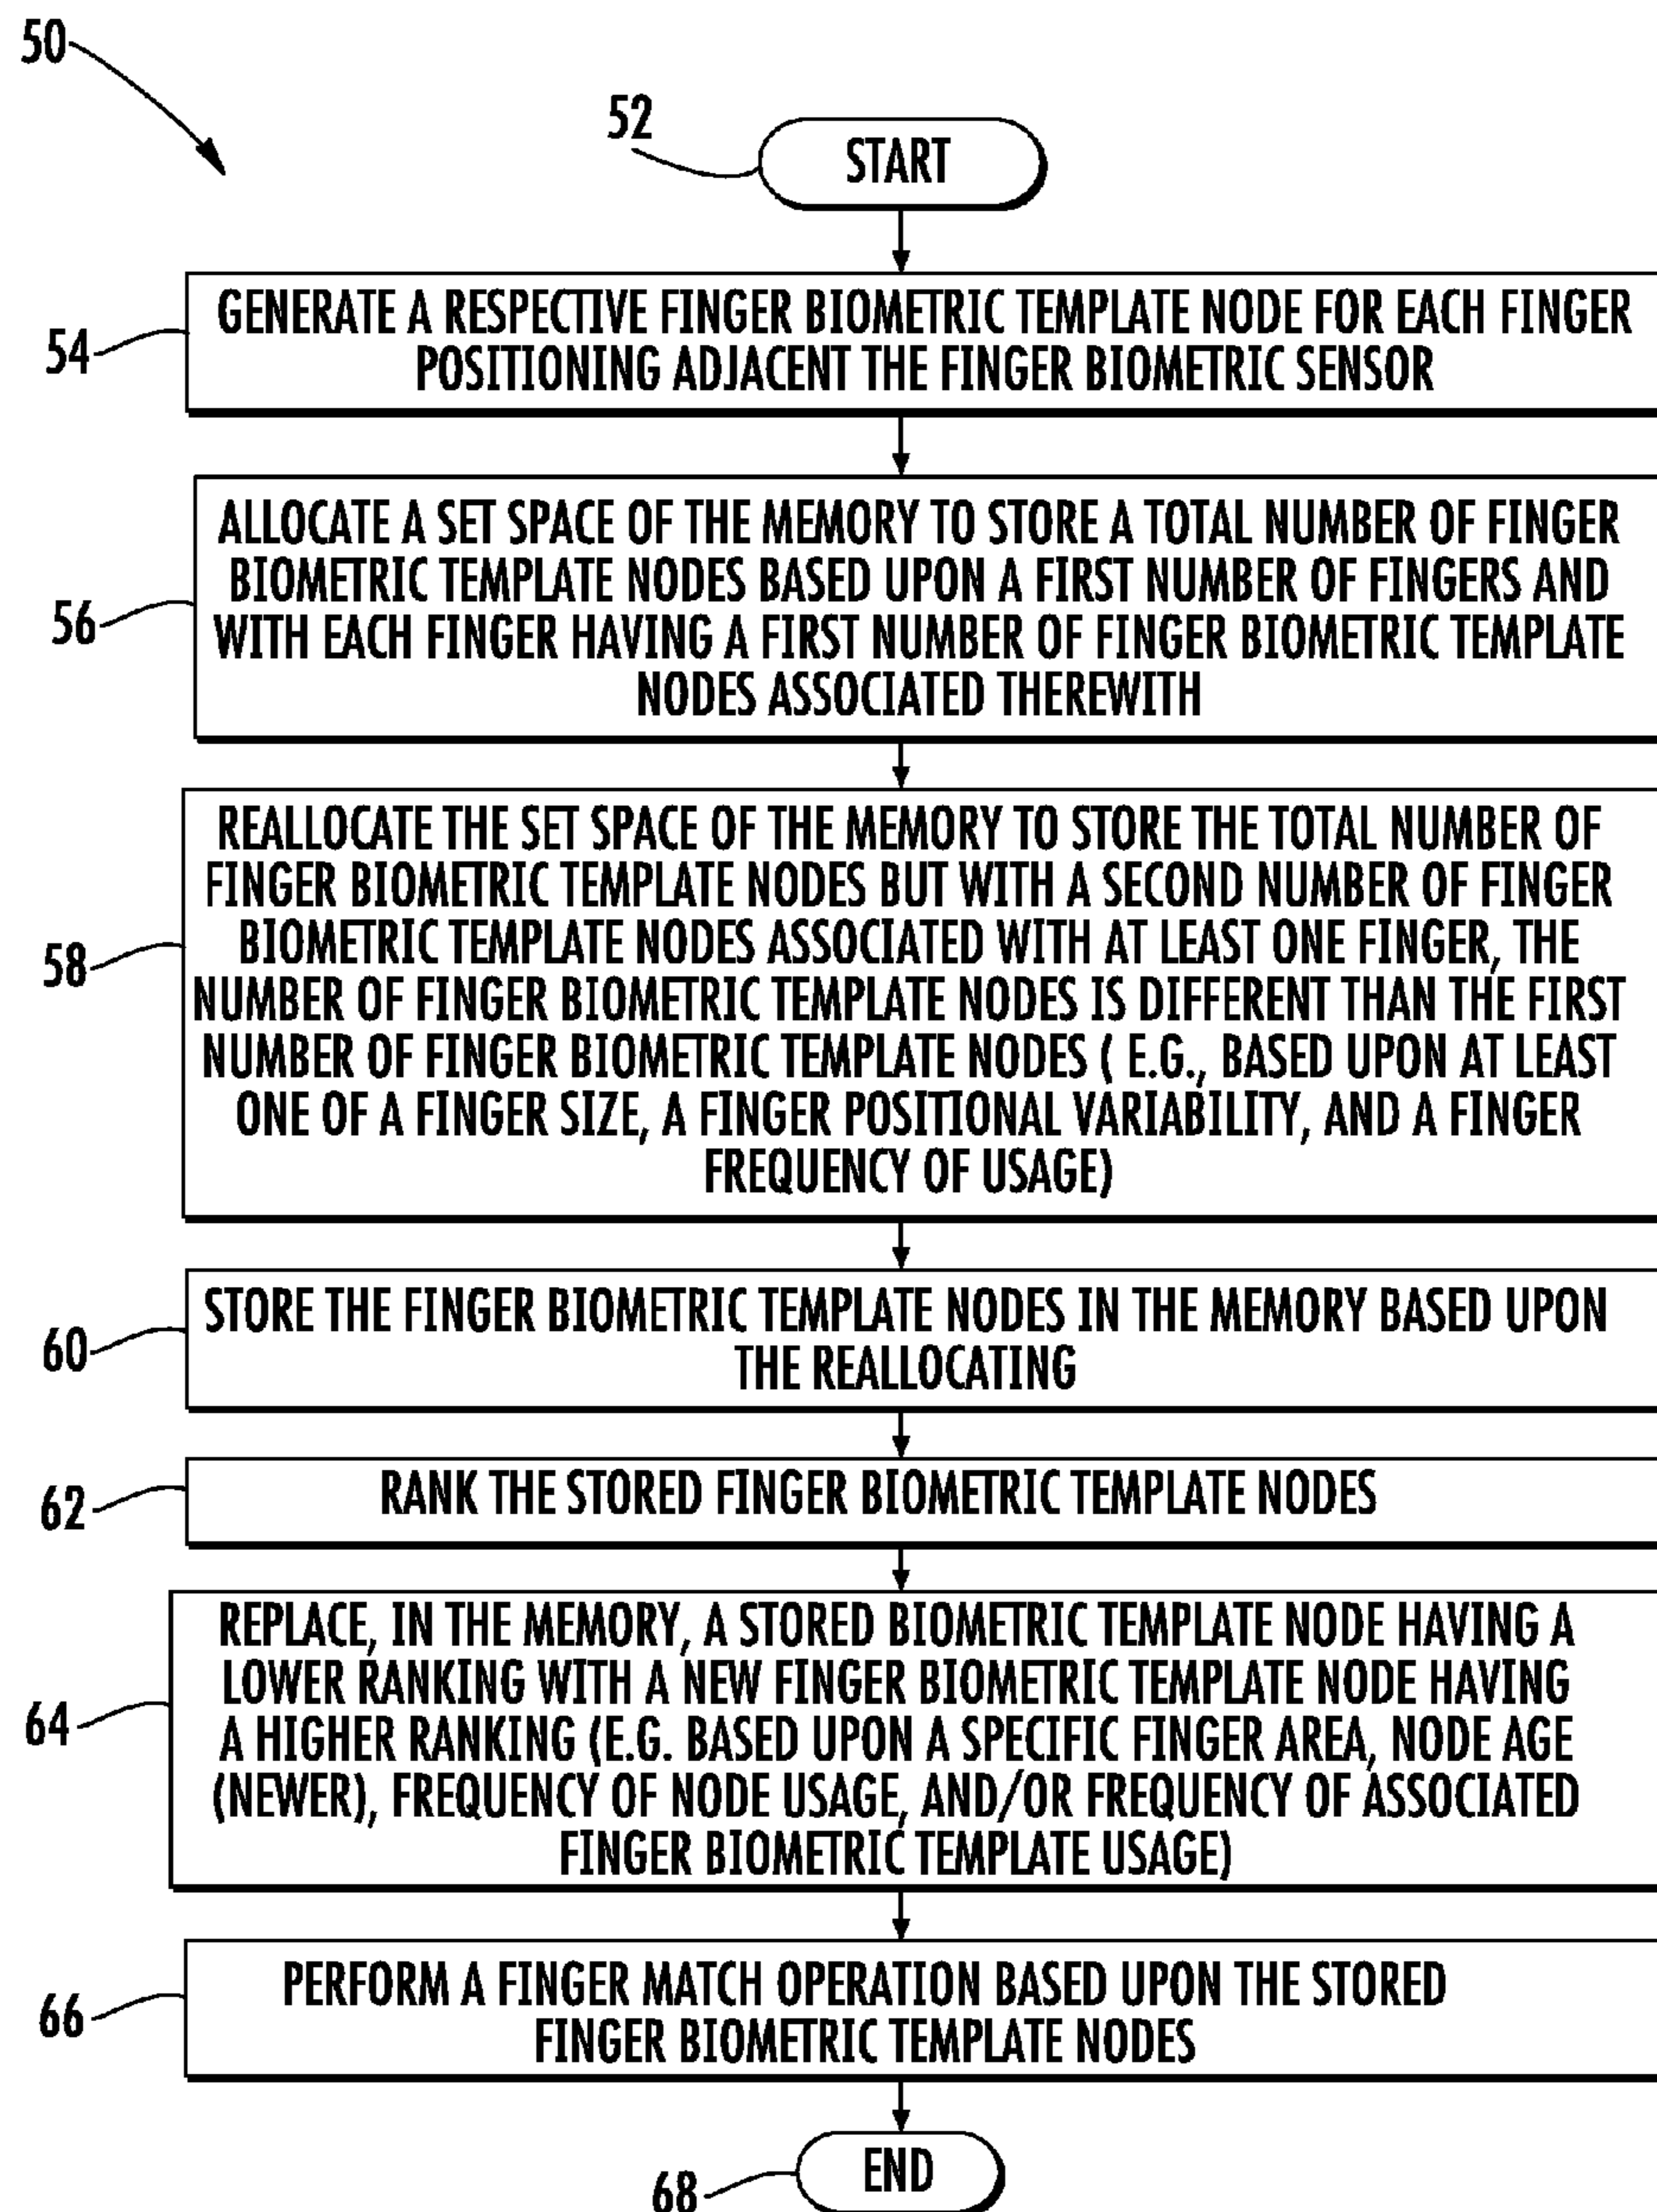 50
52
START
54
GENERATE A RESPECTIVE FINGER BIOMETRIC TEMPLATE NODE FOR EACH FINGER
POSITIONING ADJACENT THE FINGER BIOMETRIC SENSOR
56
ALLOCATE A SET SPACE OF THE MEMORY TO STORE A TOTAL NUMBER OF FINGER
BIOMETRIC TEMPLATE NODES BASED UPON A FIRST NUMBER OF FINGERS AND
WITH EACH FINGER HAVING A FIRST NUMBER OF FINGER BIOMETRIC TEMPLATE
NODES ASSOCIATED THEREWITH
58
REALLOCATE THE SET SPACE OF THE MEMORY TO STORE THE TOTAL NUMBER OF
FINGER BIOMETRIC TEMPLATE NODES BUT WITH A SECOND NUMBER OF FINGER
BIOMETRIC TEMPLATE NODES ASSOCIATED WITH AT LEAST ONE FINGER, THE
NUMBER OF FINGER BIOMETRIC TEMPLATE NODES IS DIFFERENT THAN THE FIRST
NUMBER OF FINGER BIOMETRIC TEMPLATE NODES ( E.G., BASED UPON AT LEAST
ONE OF A FINGER SIZE, A FINGER POSITIONAL VARIABILITY, AND A FINGER
FREQUENCY OF USAGE)
60
STORE THE FINGER BIOMETRIC TEMPLATE NODES IN THE MEMORY BASED UPON
THE REALLOCATING
62
RANK THE STORED FINGER BIOMETRIC TEMPLATE NODES
64
REPLACE, IN THE MEMORY, A STORED BIOMETRIC TEMPLATE NODE HAVING A
LOWER RANKING WITH A NEW FINGER BIOMETRIC TEMPLATE NODE HAVING
A HIGHER RANKING (E.G. BASED UPON A SPECIFIC FINGER AREA, NODE AGE
(NEWER), FREQUENCY OF NODE USAGE, AND/OR FREQUENCY OF ASSOCIATED
FINGER BIOMETRIC TEMPLATE USAGE)
66
PERFORM A FINGER MATCH OPERATION BASED UPON THE STORED
FINGER BIOMETRIC TEMPLATE NODES
68
END